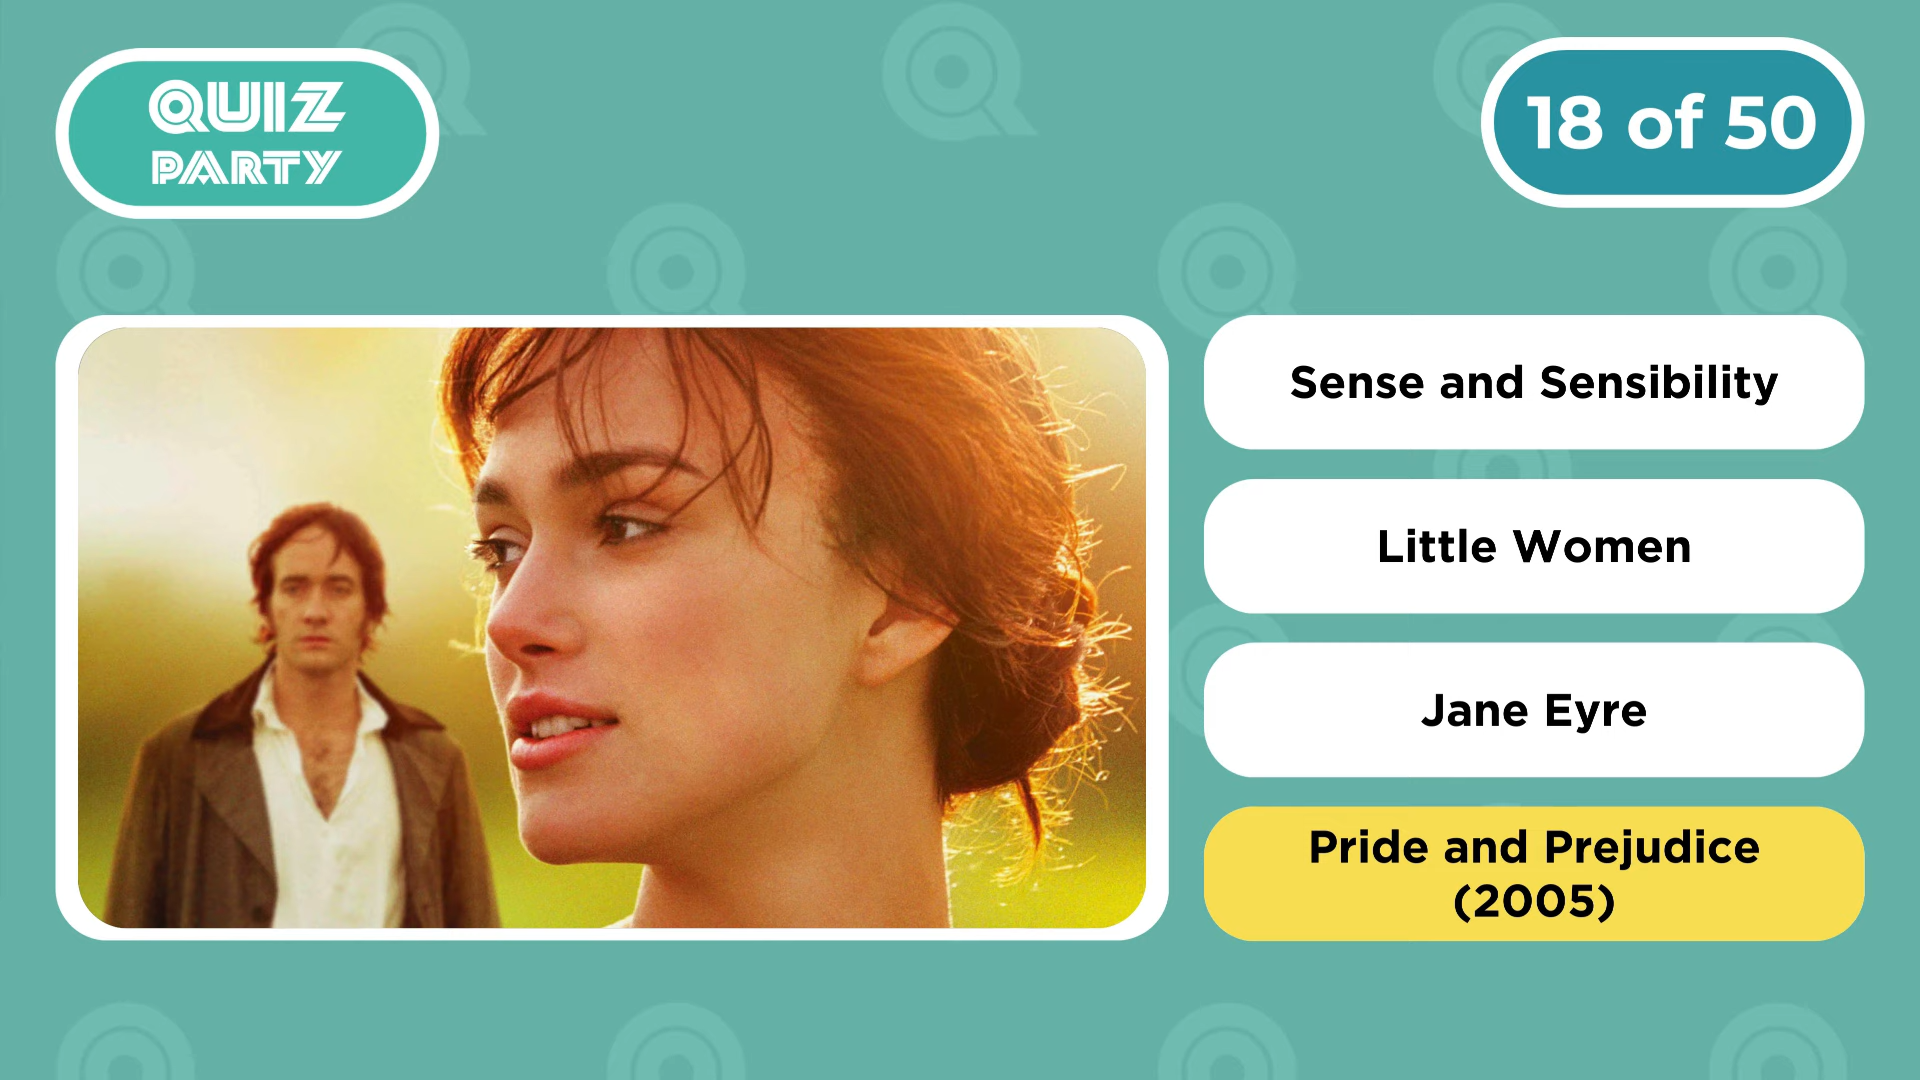 QUIZ
PARTY
18 of 50
Sense and Sensibility
Little Women
Jane Eyre
Pride and Prejudice
(2005)